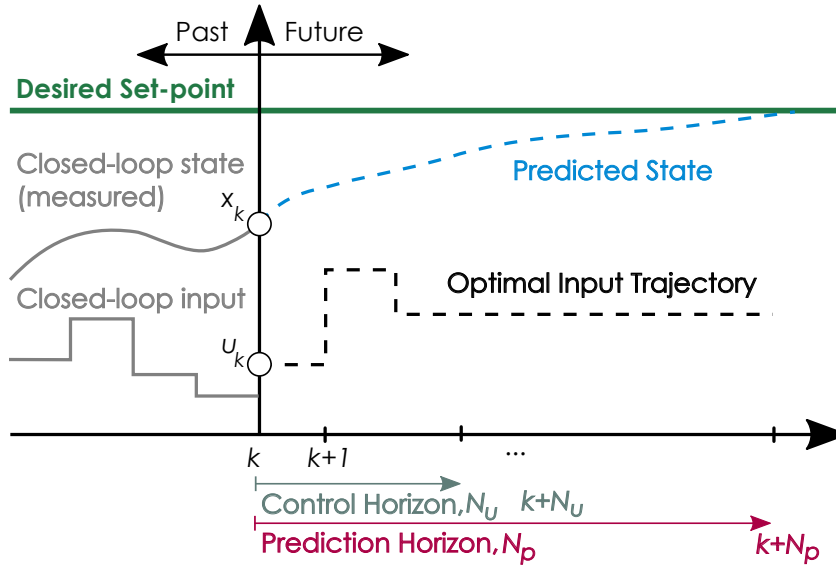 Past Future
Desired Set-point
Closed-loop state
(measured)
Predicted State
x_k
Closed-loop input
Optimal Input Trajectory
u_k
k k+1 ...
Control Horizon, N_u k+N_u
Prediction Horizon, N_p k+N_p